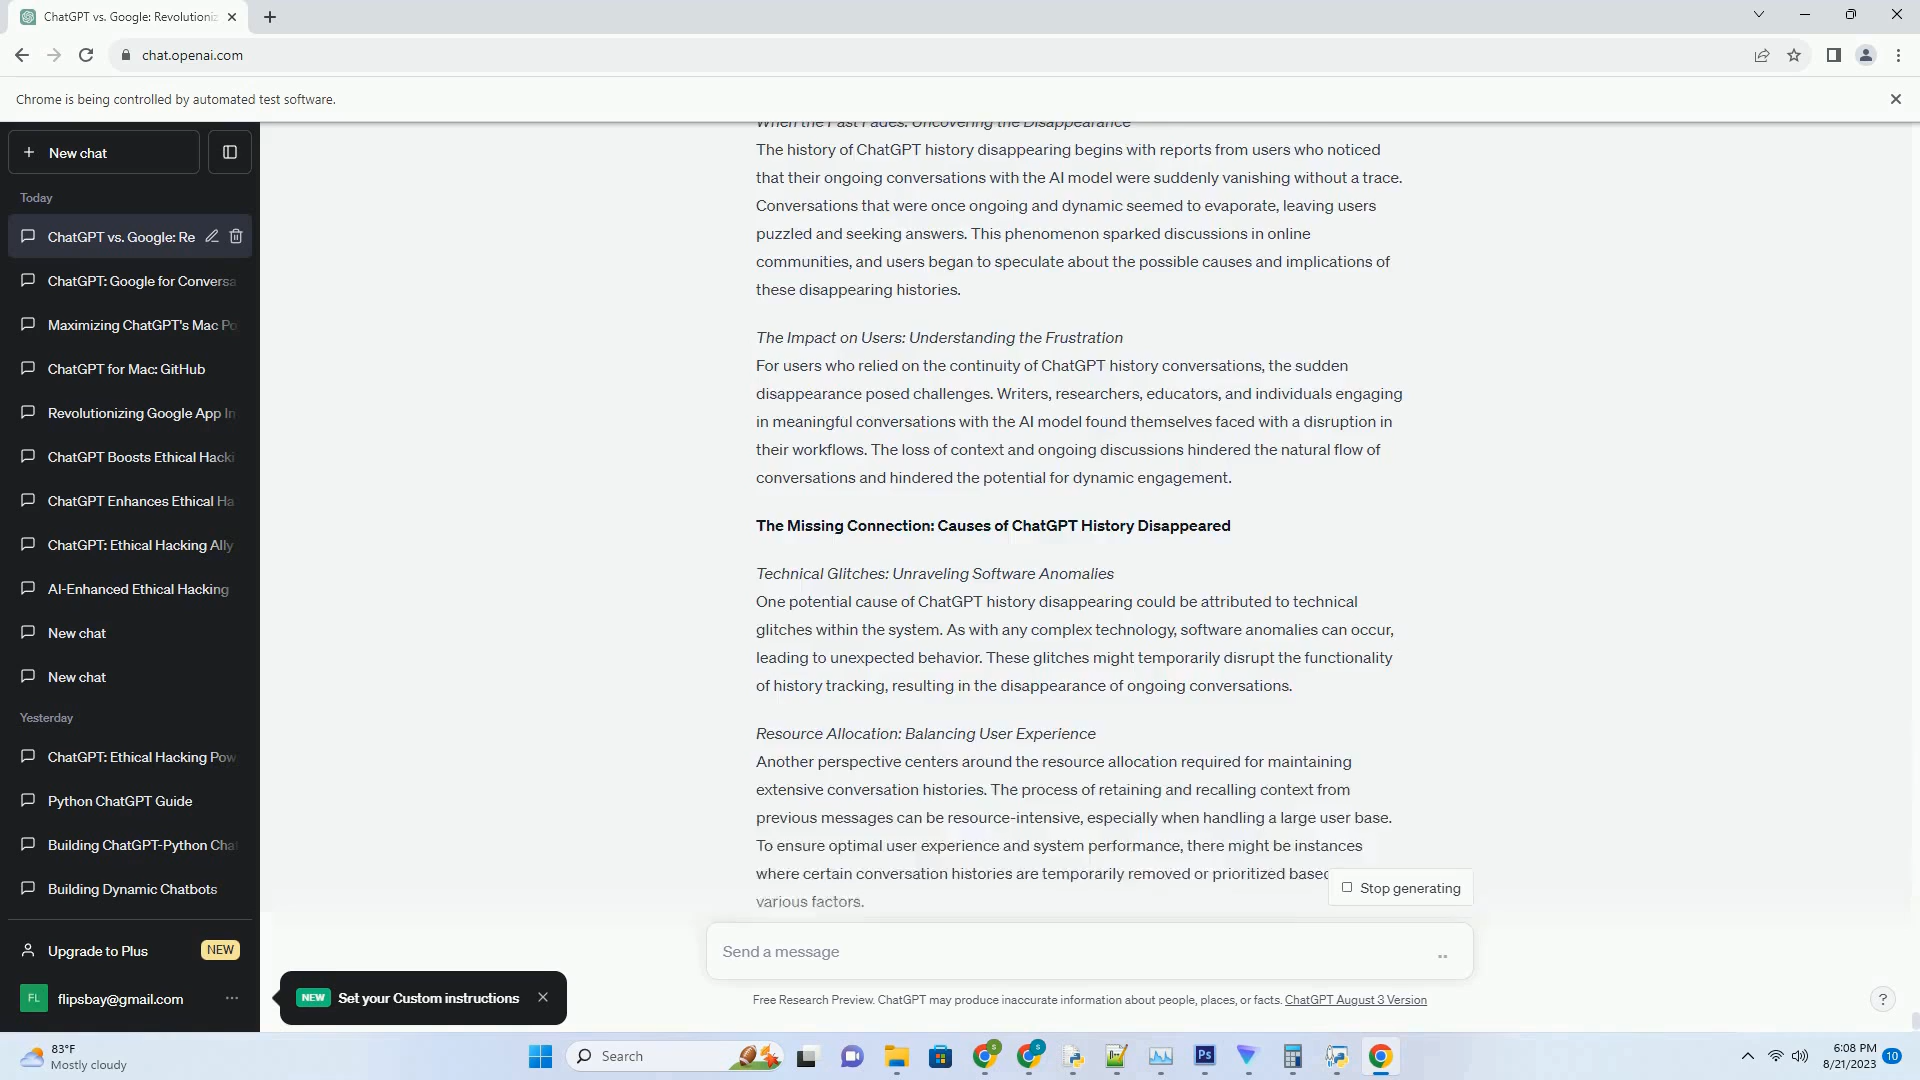 ChatGPT vs. Google: Revolutioniz
chat.openai.com
Chrome is being controlled by automated test software.
New chat
Today
ChatGPT vs. Google: Re
ChatGPT: Google for Conversa
Maximizing ChatGPT's Mac Po
ChatGPT for Mac: GitHub
Revolutionizing Google App In
ChatGPT Boosts Ethical Hacki
ChatGPT Enhances Ethical Ha
ChatGPT: Ethical Hacking Ally
AI-Enhanced Ethical Hacking
New chat
New chat
Yesterday
ChatGPT: Ethical Hacking Pow
Python ChatGPT Guide
Building ChatGPT-Python Cha
Building Dynamic Chatbots
Upgrade to Plus NEW
FL flipsbay@gmail.com
When the Past Fades: Uncovering the Disappearance
The history of ChatGPT history disappearing begins with reports from users who noticed
that their ongoing conversations with the AI model were suddenly vanishing without a trace.
Conversations that were once ongoing and dynamic seemed to evaporate, leaving users
puzzled and seeking answers. This phenomenon sparked discussions in online
communities, and users began to speculate about the possible causes and implications of
these disappearing histories.
The Impact on Users: Understanding the Frustration
For users who relied on the continuity of ChatGPT history conversations, the sudden
disappearance posed challenges. Writers, researchers, educators, and individuals engaging
in meaningful conversations with the AI model found themselves faced with a disruption in
their workflows. The loss of context and ongoing discussions hindered the natural flow of
conversations and hindered the potential for dynamic engagement.
The Missing Connection: Causes of ChatGPT History Disappeared
Technical Glitches: Unraveling Software Anomalies
One potential cause of ChatGPT history disappearing could be attributed to technical
glitches within the system. As with any complex technology, software anomalies can occur,
leading to unexpected behavior. These glitches might temporarily disrupt the functionality
of history tracking, resulting in the disappearance of ongoing conversations.
Resource Allocation: Balancing User Experience
Another perspective centers around the resource allocation required for maintaining
extensive conversation histories. The process of retaining and recalling context from
previous messages can be resource-intensive, especially when handling a large user base.
To ensure optimal user experience and system performance, there might be instances
where certain conversation histories are temporarily removed or prioritized based
various factors.
Stop generating
Send a message
NEW Set your Custom instructions
Free Research Preview. ChatGPT may produce inaccurate information about people, places, or facts. ChatGPT August 3 Version
?
83°F
Mostly cloudy
Search
S
S
Ps
6:08 PM
8/21/2023
10